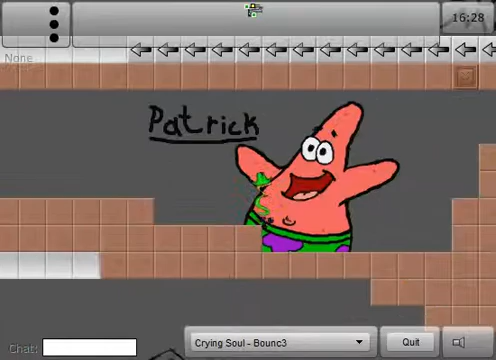 16:28
None
Patrick
Chat:
Crying Soul - Bounc3
Quit